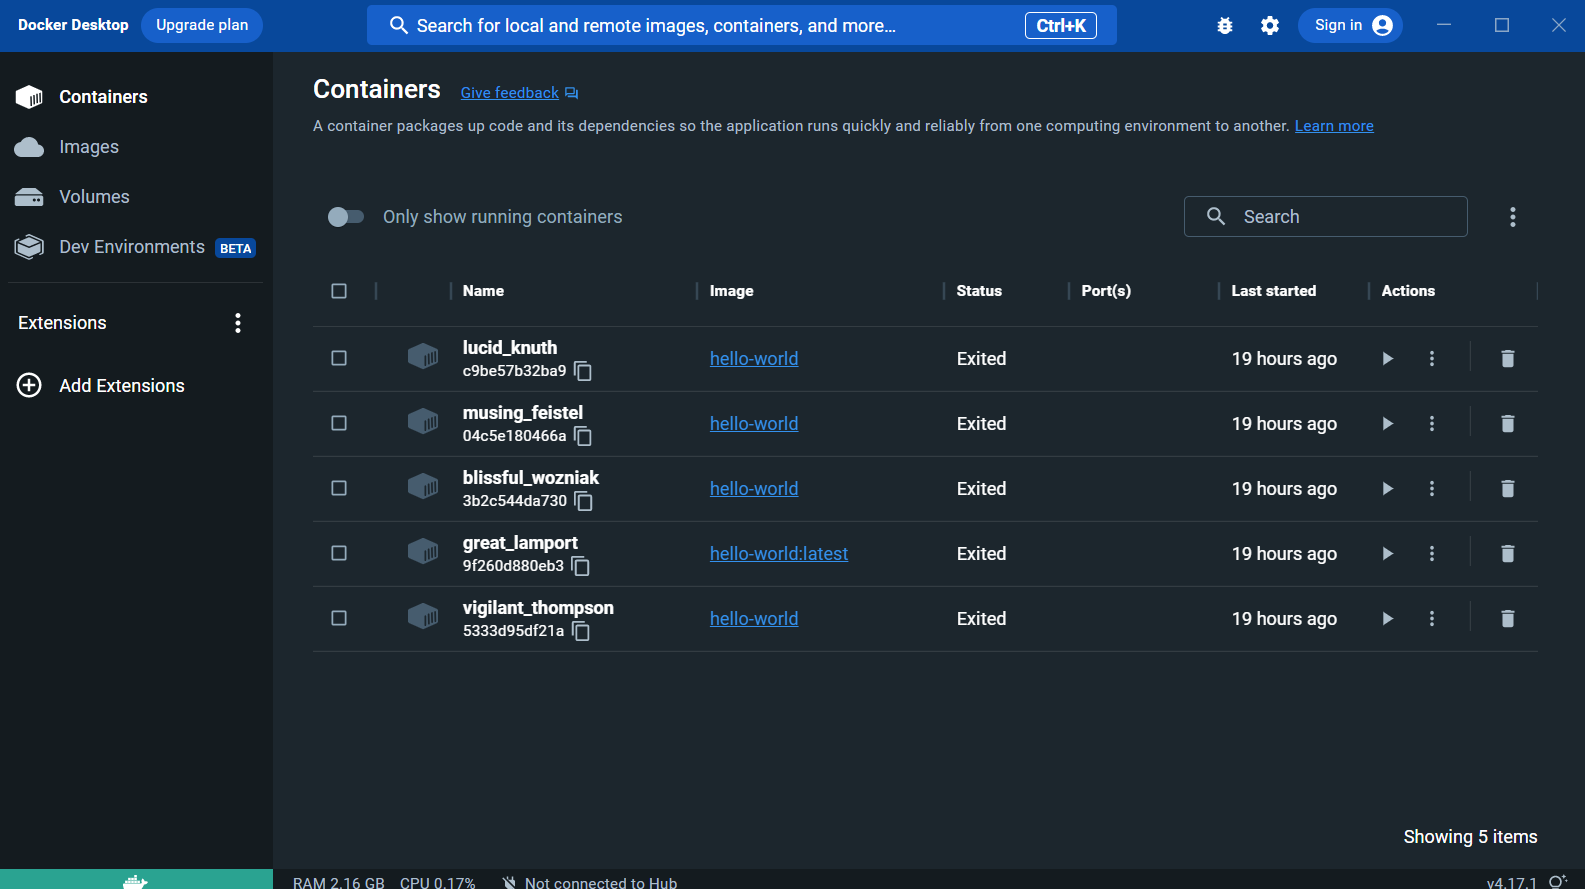 Docker Desktop Upgrade plan Search for local and remote images, containers, and more... Ctrl+K Sign in
Containers
Images
Volumes
Dev Environments BETA
Extensions
Add Extensions
Containers Give feedback
A container packages up code and its dependencies so the application runs quickly and reliably from one computing environment to another. Learn more
Only show running containers Search
Name Image Status Port(s) Last started Actions
lucid_knuth
c9be57b32ba9 hello-world Exited 19 hours ago
musing_feistel
04c5e180466a hello-world Exited 19 hours ago
blissful_wozniak
3b2c544da730 hello-world Exited 19 hours ago
great_lamport
9f260d880eb3 hello-world:latest Exited 19 hours ago
vigilant_thompson
5333d95df21a hello-world Exited 19 hours ago
Showing 5 items
RAM 2.16 GB CPU 0.17% Not connected to Hub v4.17.1